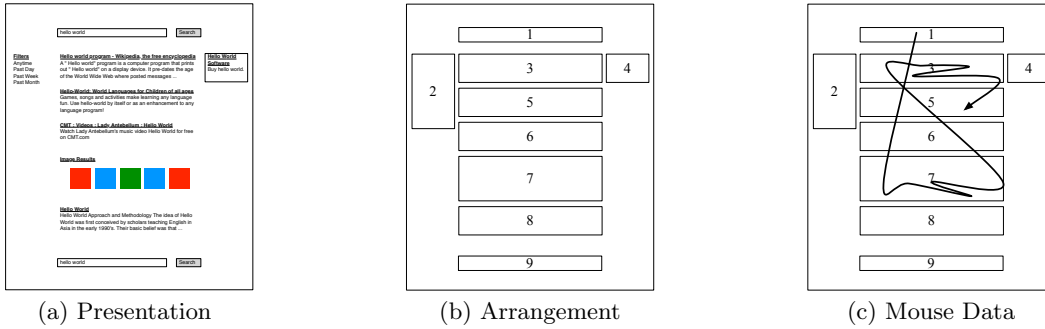 hello world
Search
Filters
Anytime
Past Day
Past Week
Past Month
Hello world program - Wikipedia, the free encyclopedia
A " Hello world" program is a computer program that prints
out " Hello world" on a display device. It pre-dates the age
of the World Wide Web where posted messages ...
Hello World
Software
Buy hello world.
Hello-World: World Languages for Children of all ages
Games, songs and activities make learning any language
fun. Use hello-world by itself or as an enhancement to any
language program!
CMT : Videos : Lady Antebellum : Hello World
Watch Lady Antebellum's music video Hello World for free
on CMT.com
Image Results
Hello World
Hello World Approach and Methodology The idea of Hello
World was first conceived by scholars teaching English in
Asia in the early 1990's. Their basic belief was that ...
hello world
Search
(a) Presentation
1
2
3
4
5
6
7
8
9
(b) Arrangement
1
2
3
4
5
6
7
8
9
(c) Mouse Data